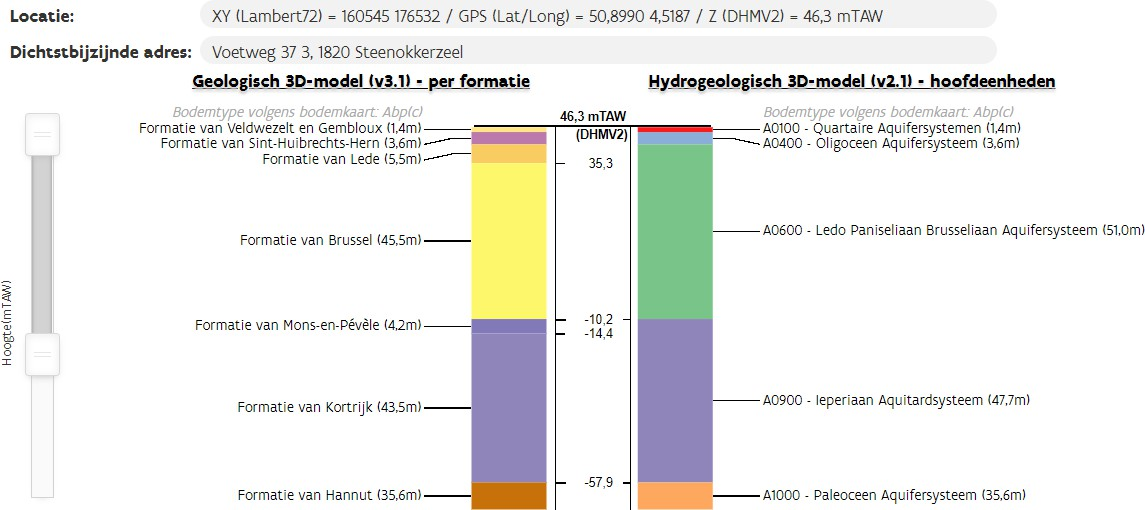 Locatie: XY (Lambert72) = 160545 176532 / GPS (Lat/Long) = 50,8990 4,5187 / Z (DHMV2) = 46,3 mTAW
Dichtstbijzijnde adres: Voetweg 37 3, 1820 Steenokkerzeel
Geologisch 3D-model (v3.1) - per formatie
Hydrogeologisch 3D-model (v2.1) - hoofdeenheden
Bodemtype volgens bodemkaart: Abp(c)
Bodemtype volgens bodemkaart: Abp(c)
46,3 mTAW
(DHMV2)
Formatie van Veldwezelt en Gembloux (1,4m)
A0100 - Quartaire Aquifersystemen (1,4m)
Formatie van Sint-Huibrechts-Hern (3,6m)
A0400 - Oligoceen Aquifersysteem (3,6m)
Formatie van Lede (5,5m)
35,3
Formatie van Brussel (45,5m)
A0600 - Ledo Paniseliaan Brusseliaan Aquifersysteem (51,0m)
-10,2
Formatie van Mons-en-Pévèle (4,2m)
-14,4
Formatie van Kortrijk (43,5m)
A0900 - Ieperiaan Aquitardsysteem (47,7m)
-57,9
Formatie van Hannut (35,6m)
A1000 - Paleoceen Aquifersysteem (35,6m)
Hoogte(mTAW)